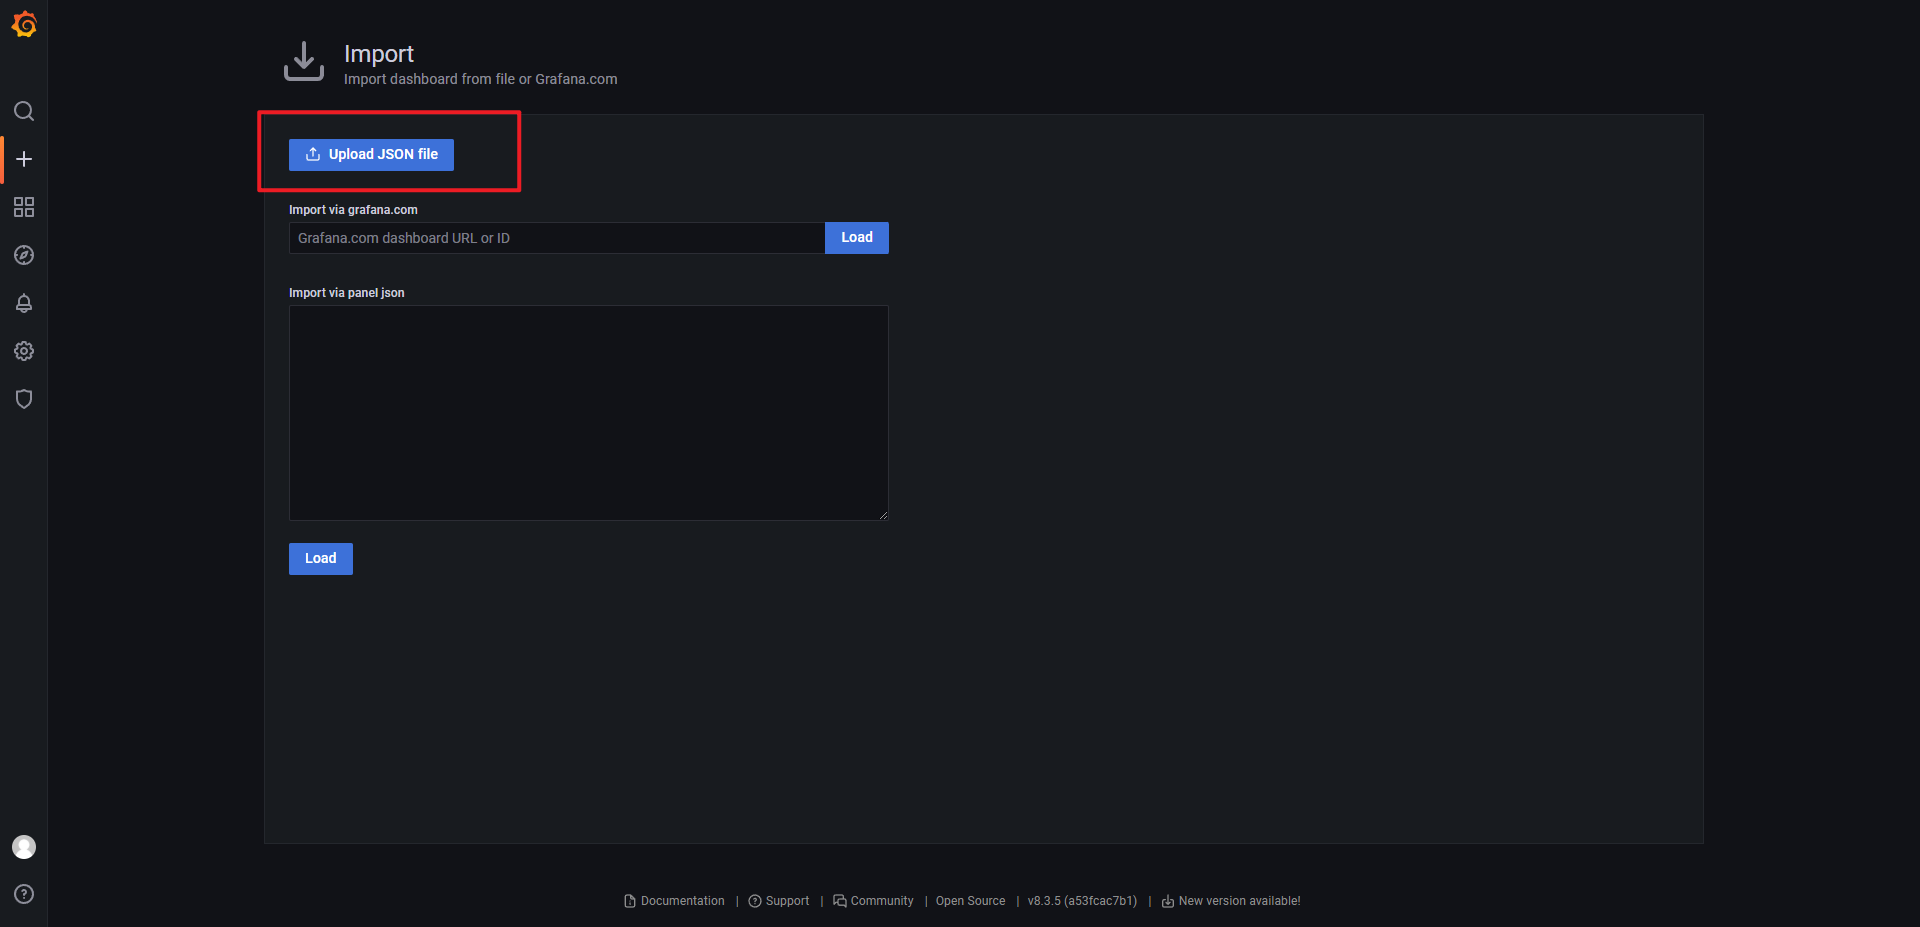 Import
Import dashboard from file or Grafana.com
Upload JSON file
Import via grafana.com
Grafana.com dashboard URL or ID
Load
Import via panel json
Load
Documentation | Support | Community | Open Source | v8.3.5 (a53fcac7b1) | New version available!